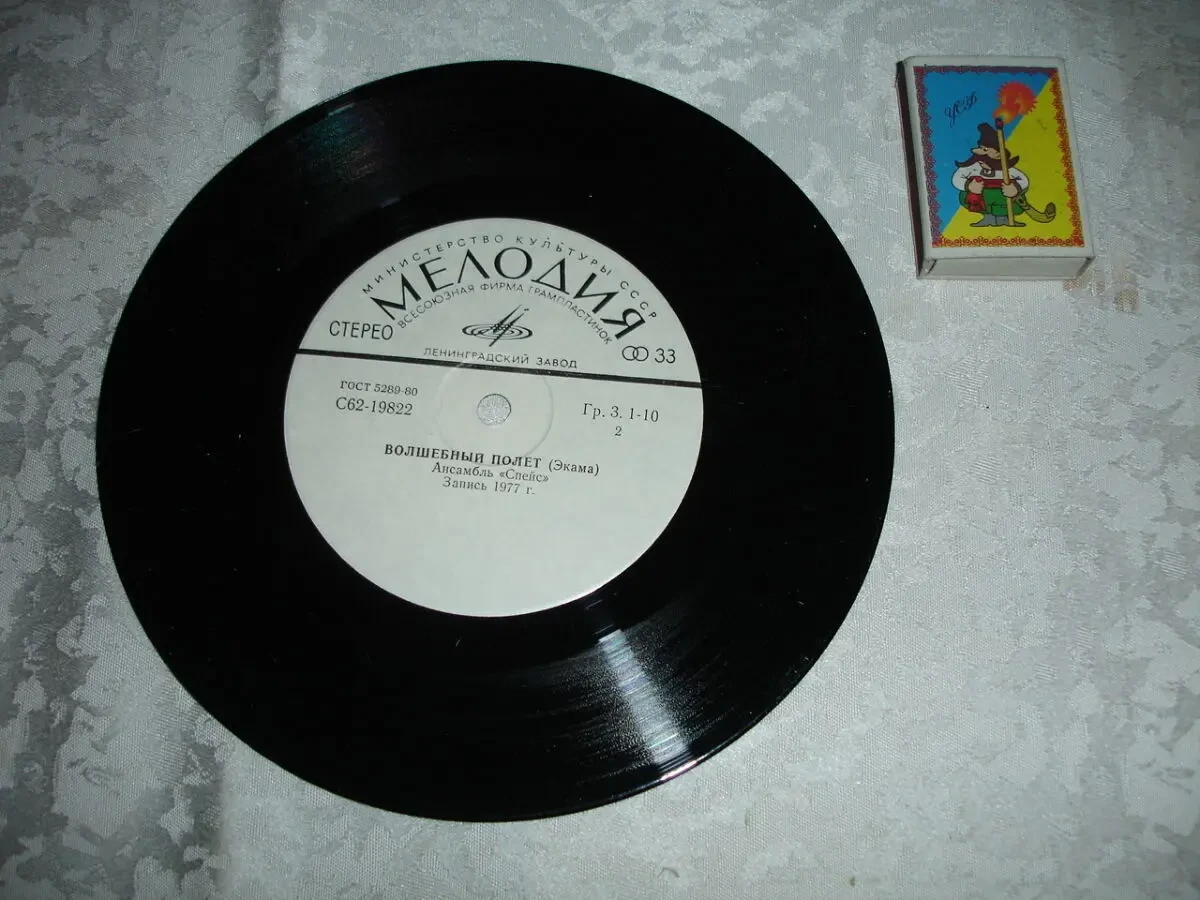 МИНИСТЕРСТВО КУЛЬТУРЫ СССР
МЕЛОДИЯ
ВСЕСОЮЗНАЯ ФИРМА ГРАМПЛАСТИНОК
СТЕРЕО
33
ЛЕНИНГРАДСКИЙ ЗАВОД
ГОСТ 5289-80
С62-19822
Гр. 3. 1-10
2
ВОЛШЕБНЫЙ ПОЛЕТ (Экама)
Ансамбль «Спейс»
Запись 1977 г.